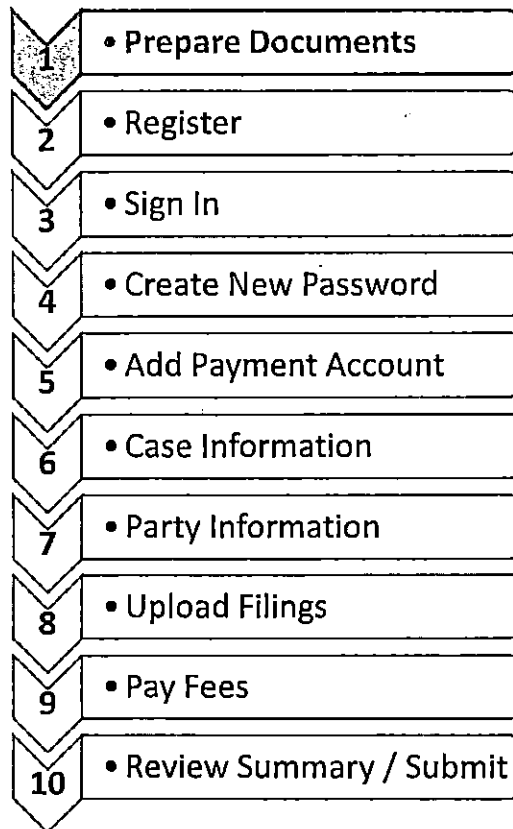 1 • Prepare Documents
2 • Register
3 • Sign In
4 • Create New Password
5 • Add Payment Account
6 • Case Information
7 • Party Information
8 • Upload Filings
9 • Pay Fees
10 • Review Summary / Submit